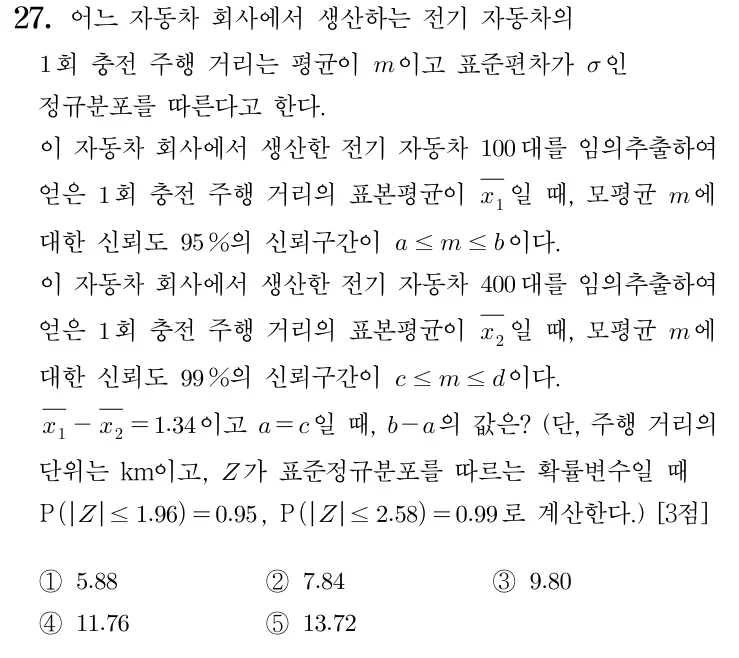 27. 어느 자동차 회사에서 생산하는 전기 자동차의
1회 충전 주행 거리는 평균이 m이고 표준편차가 σ인
정규분포를 따른다고 한다.
이 자동차 회사에서 생산한 전기 자동차 100대를 임의추출하여
얻은 1회 충전 주행 거리의 표본평균이 x̄₁일 때, 모평균 m에
대한 신뢰도 95%의 신뢰구간이 a≤m≤b이다.
이 자동차 회사에서 생산한 전기 자동차 400대를 임의추출하여
얻은 1회 충전 주행 거리의 표본평균이 x̄₂일 때, 모평균 m에
대한 신뢰도 99%의 신뢰구간이 c≤m≤d이다.
x̄₁-x̄₂=1.34이고 a=c일 때, b-a의 값은? (단, 주행 거리의
단위는 km이고, Z가 표준정규분포를 따르는 확률변수일 때
P(|Z|≤1.96)=0.95, P(|Z|≤2.58)=0.99로 계산한다.) [3점]
① 5.88 ② 7.84 ③ 9.80
④ 11.76 ⑤ 13.72